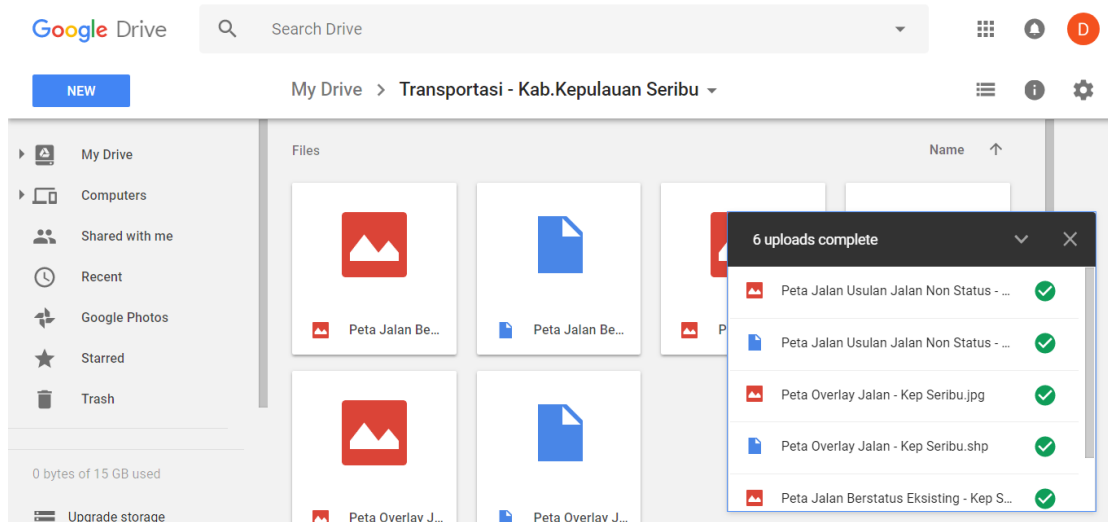 Google Drive
Search Drive
D
NEW
My Drive > Transportasi - Kab.Kepulauan Seribu
My Drive
Computers
Shared with me
Recent
Google Photos
Starred
Trash
0 bytes of 15 GB used
Upgrade storage
Files
Name
Peta Jalan Be...
Peta Jalan Be...
P
Peta Overlay J...
Peta Overlay J...
6 uploads complete
Peta Jalan Usulan Jalan Non Status - ...
Peta Jalan Usulan Jalan Non Status - ...
Peta Overlay Jalan - Kep Seribu.jpg
Peta Overlay Jalan - Kep Seribu.shp
Peta Jalan Berstatus Eksisting - Kep S...